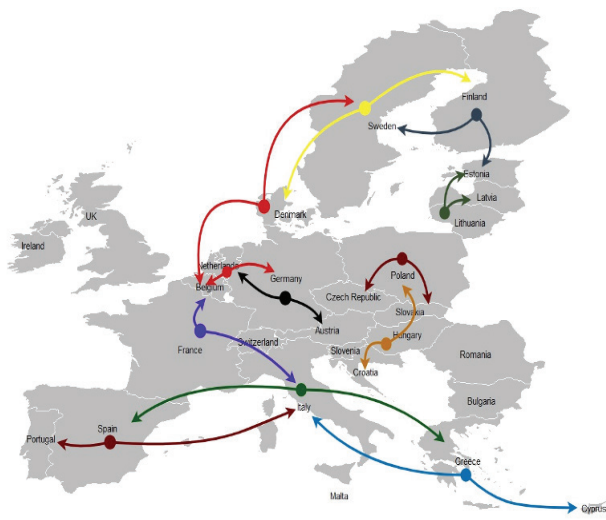 Finland
Sweden
Estonia
Latvia
Lithuania
UK
Denmark
Ireland
Netherlands
Germany
Poland
Belgium
Czech Republic
Slovakia
Austria
Hungary
Switzerland
France
Slovenia
Romania
Croatia
Bulgaria
Italy
Spain
Portugal
Greece
Malta
Cyprus